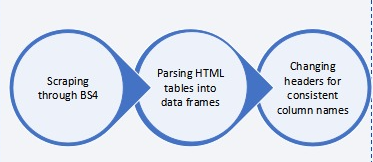 Scraping
through BS4
Parsing HTML
tables into
data frames
Changing
headers for
consistent
column names